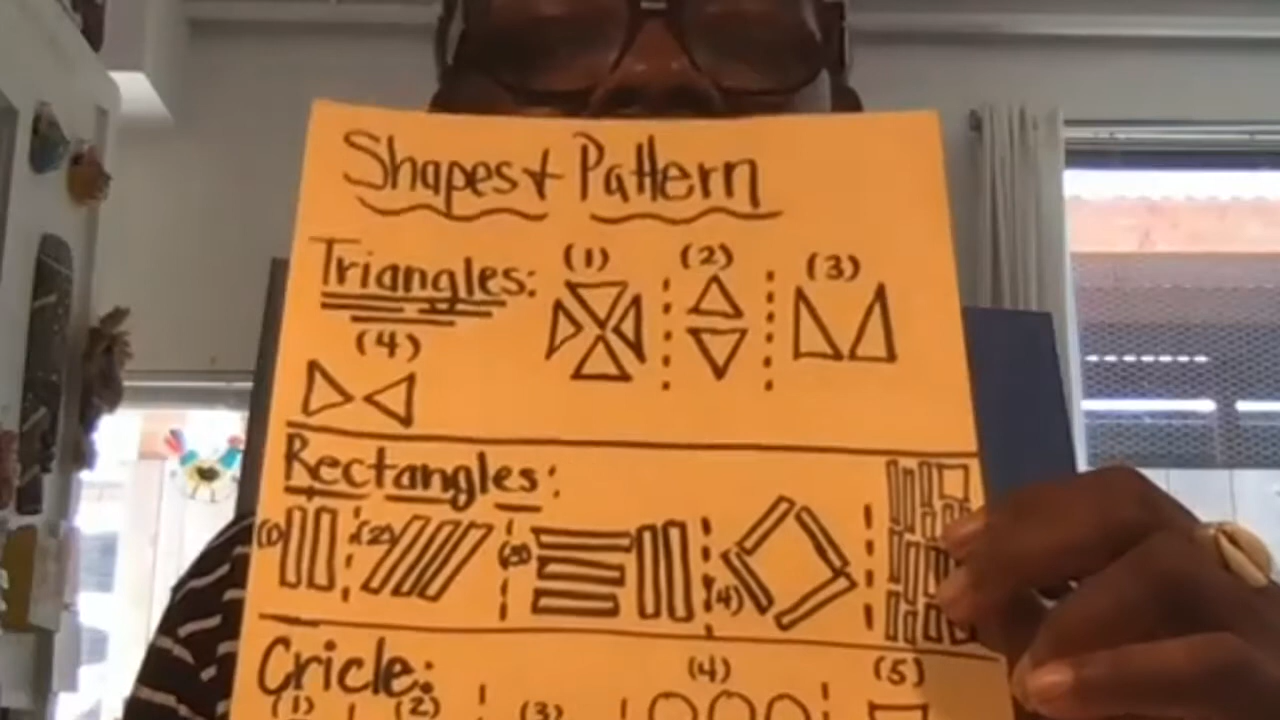 Shapes + Pattern
Triangles: (1) (2) (3)
(4)
Rectangles:
(1) (2) (3) (4)
Cricle: (4) (5)
(1) (2) (3)